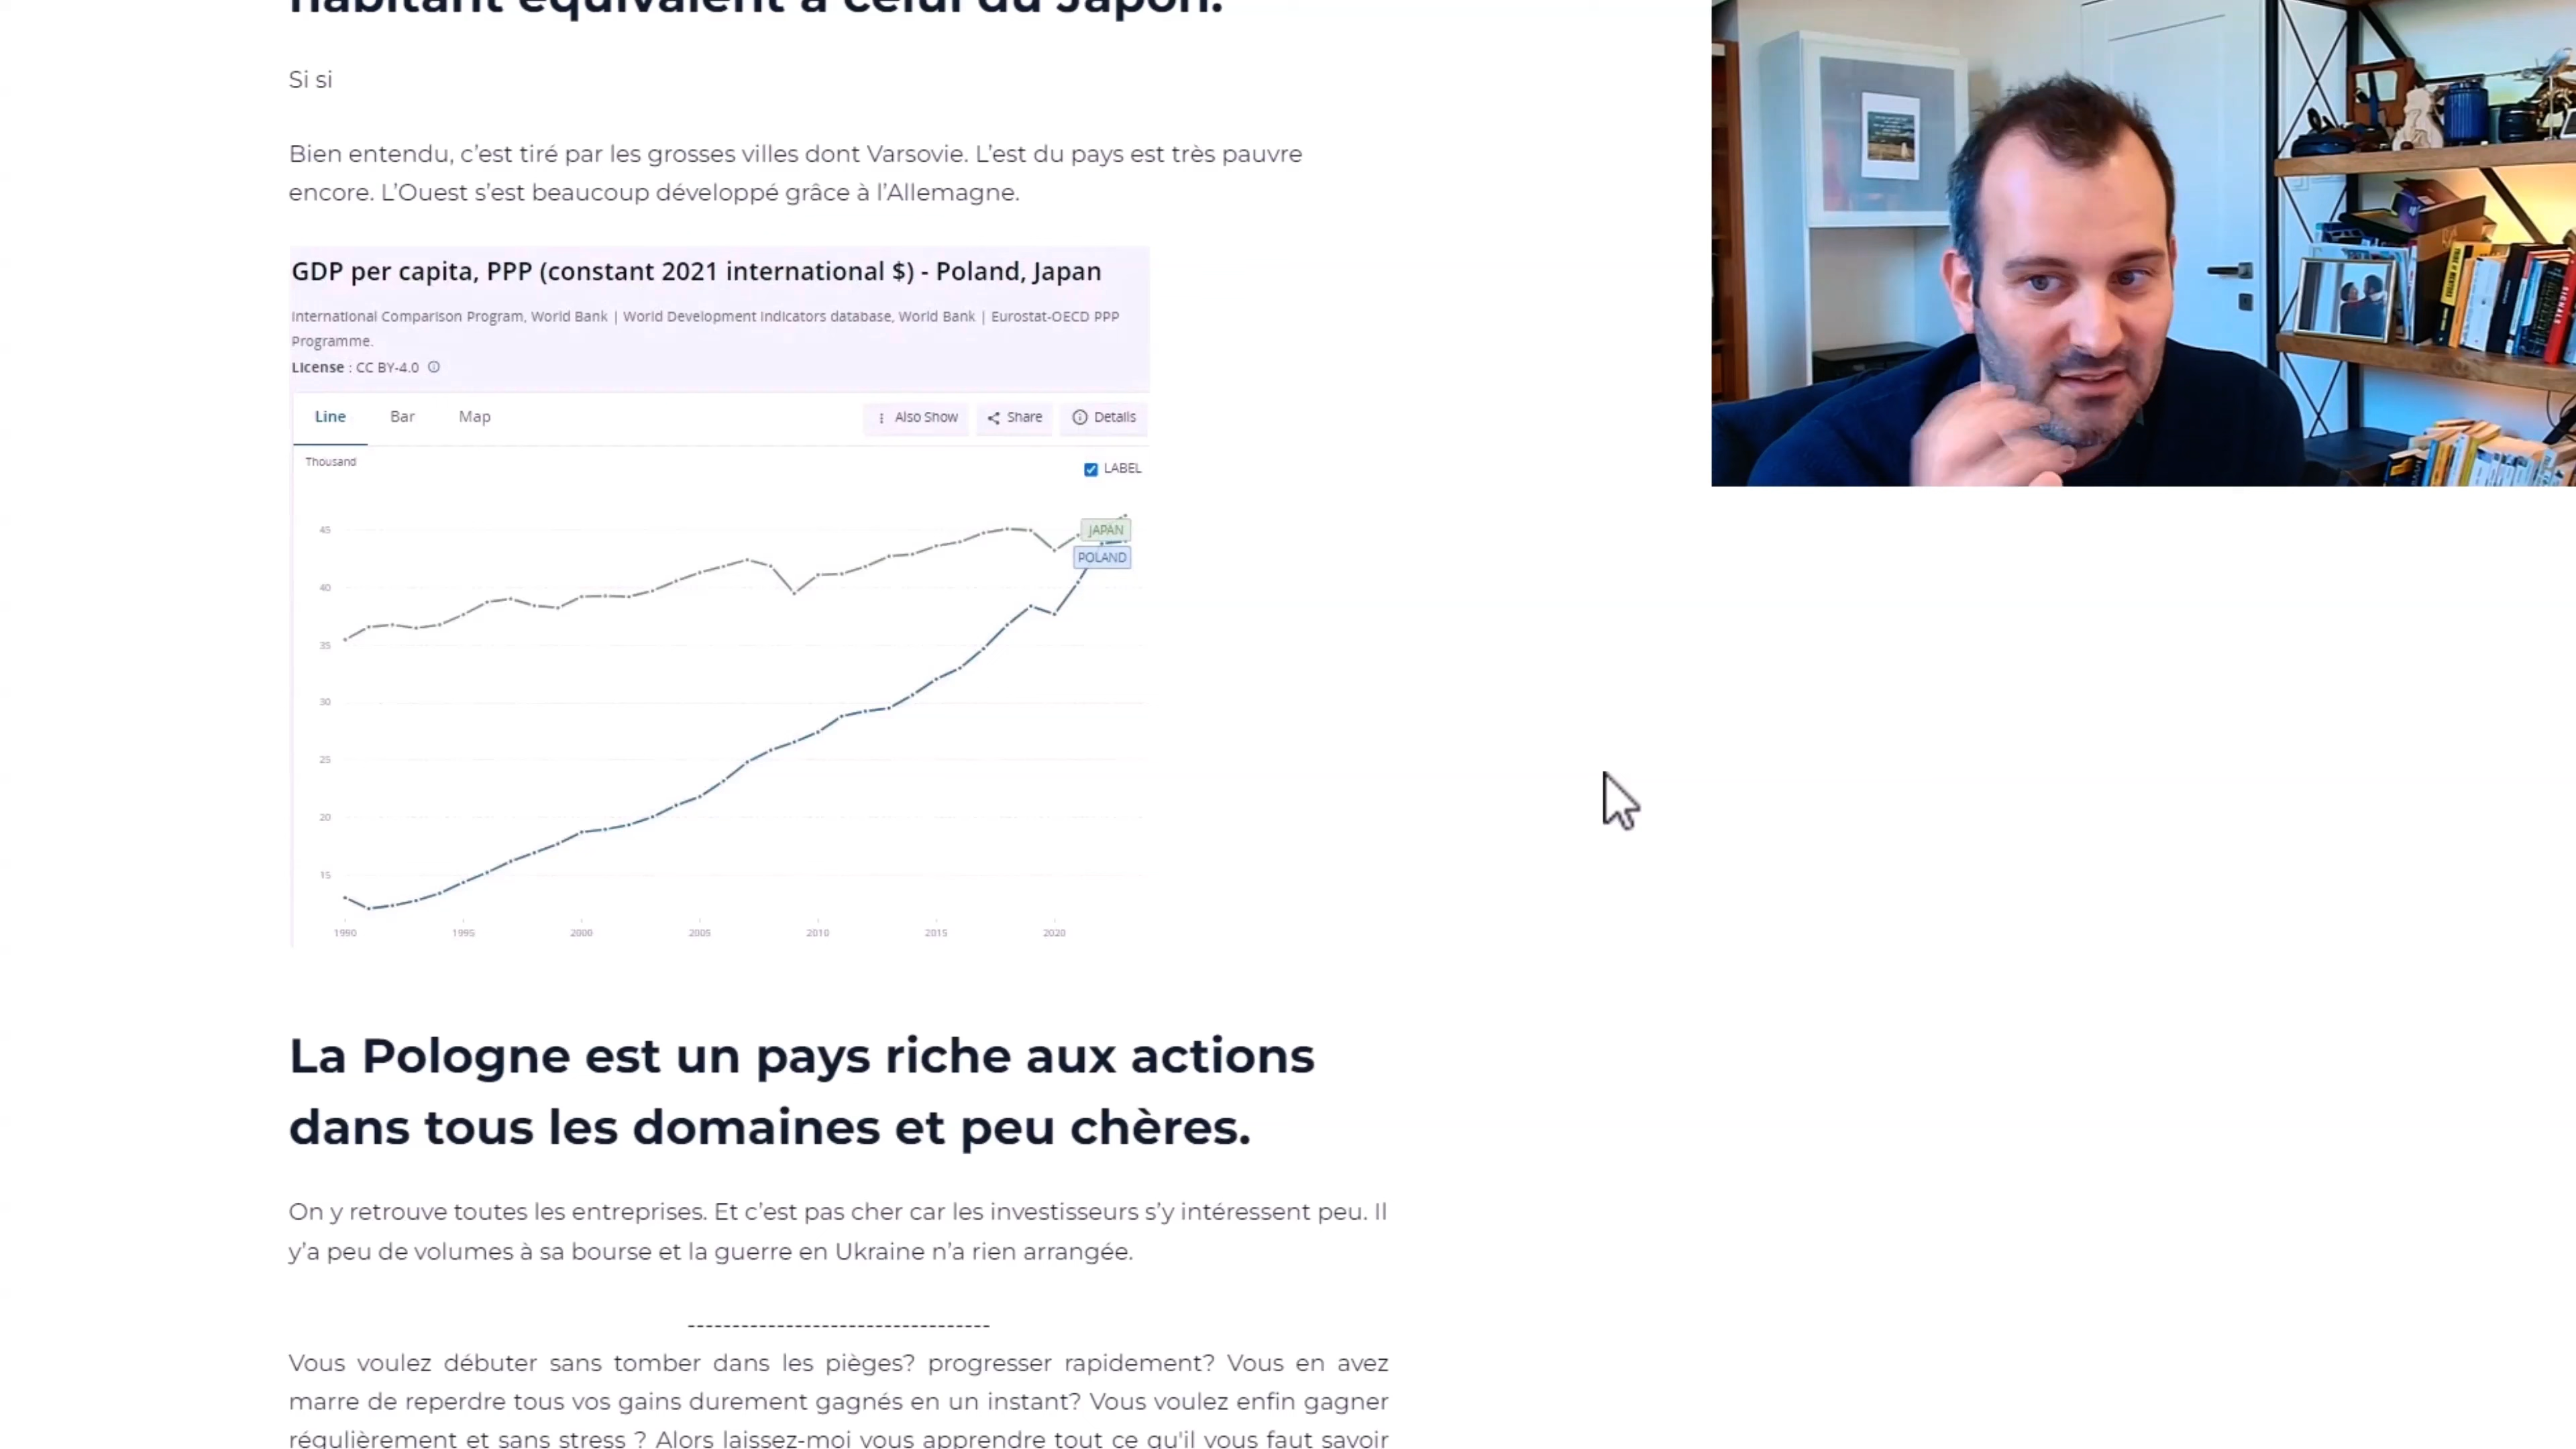 habitant équivalent à celui du Japon.
Si si
Bien entendu, c’est tiré par les grosses villes dont Varsovie. L’est du pays est très pauvre
encore. L’Ouest s’est beaucoup développé grâce à l’Allemagne.
GDP per capita, PPP (constant 2021 international $) - Poland, Japan
International Comparison Program, World Bank | World Development Indicators database, World Bank | Eurostat-OECD PPP
Programme.
License : CC BY-4.0
Line Bar Map Also Show Share Details
Thousand
LABEL
45
JAPAN
POLAND
40
35
30
25
20
15
1990 1995 2000 2005 2010 2015 2020
La Pologne est un pays riche aux actions
dans tous les domaines et peu chères.
On y retrouve toutes les entreprises. Et c’est pas cher car les investisseurs s’y intéressent peu. Il
y’a peu de volumes à sa bourse et la guerre en Ukraine n’a rien arrangée.
----------------------------------
Vous voulez débuter sans tomber dans les pièges? progresser rapidement? Vous en avez
marre de reperdre tous vos gains durement gagnés en un instant? Vous voulez enfin gagner
régulièrement et sans stress ? Alors laissez-moi vous apprendre tout ce qu'il vous faut savoir